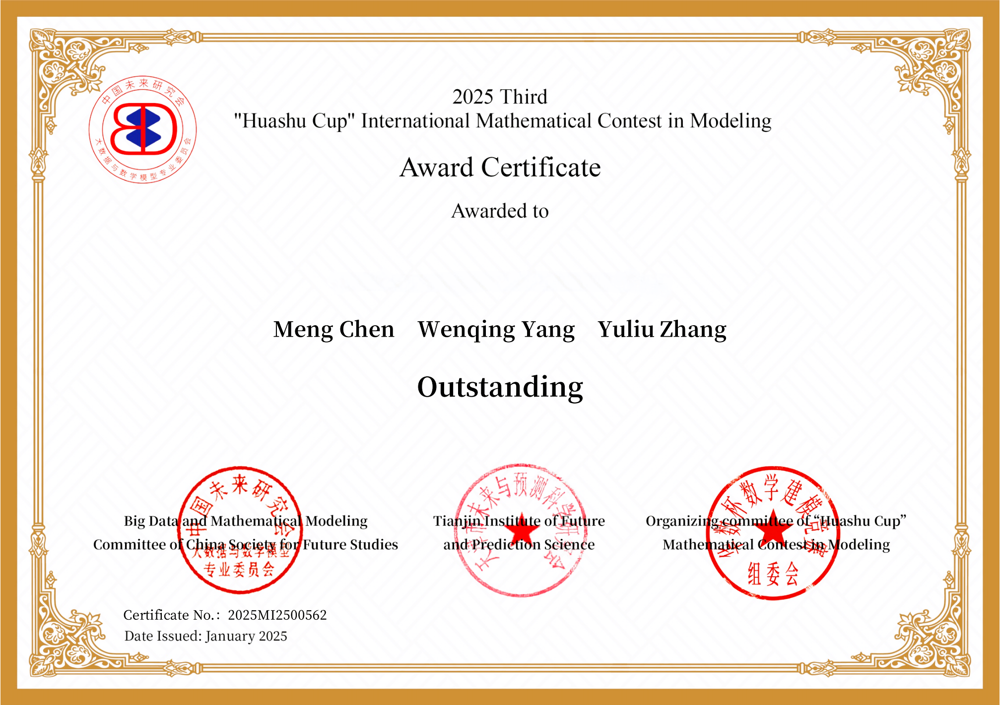 中国未来研究会
大数据与数学模型专业委员会
2025 Third
"Huashu Cup" International Mathematical Contest in Modeling
Award Certificate
Awarded to
Meng Chen Wenqing Yang Yuliu Zhang
Outstanding
中国未来研究会
大数据与数学模型
专业委员会
Big Data and Mathematical Modeling
Committee of China Society for Future Studies
天津市未来与预测科学研究会
Tianjin Institute of Future
and Prediction Science
华数杯数学建模竞赛
组委会
Organizing committee of “Huashu Cup”
Mathematical Contest in Modeling
Certificate No.：2025MI2500562
Date Issued: January 2025